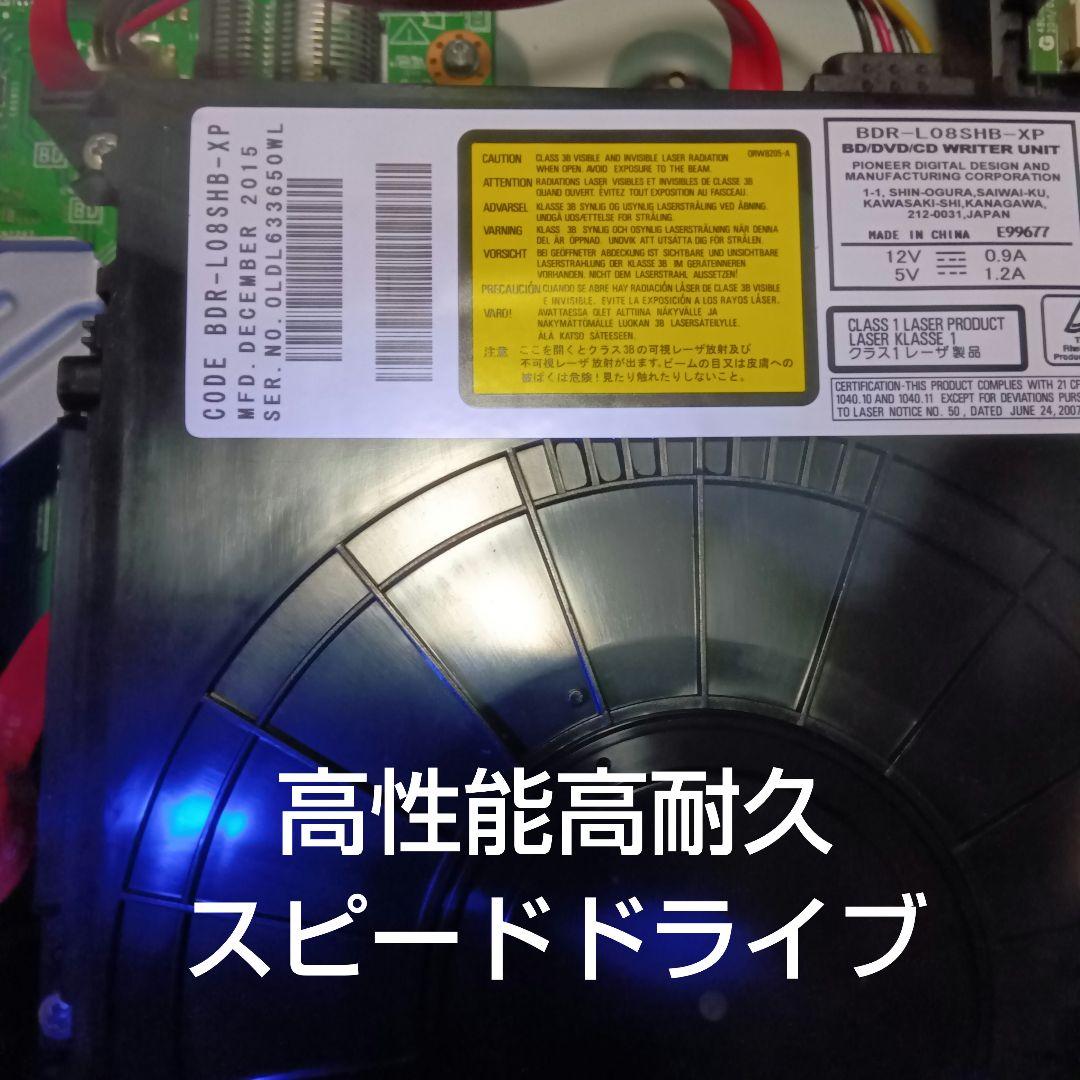 CODE BDR-L08SHB-XP
MFD. DECEMBER 2015
SER. NO. OLDL633650WL
CAUTION CLASS 3B VISIBLE AND INVISIBLE LASER RADIATION
WHEN OPEN. AVOID EXPOSURE TO THE BEAM.
ORW8205-A
ATTENTION RADIATIONS LASER VISIBLES ET INVISIBLES DE CLASSE 3B
QUAND OUVERT. ÉVITEZ TOUT EXPOSITION AU FAISCEAU.
ADVARSEL KLASSE 3B SYNLIG OG USYNLIG LASERSTRÅLING VED ÅBNING.
UNDGÅ UDSÆTTELSE FOR STRÅLING.
VARNING KLASS 3B SYNLIG OCH OSYNLIG LASERSTRÅLNING NÄR DENNA
DEL ÄR ÖPPNAD. UNDVIK ATT UTSÄTTA DIG FÖR STRÅLEN.
VORSICHT BEI GEÖFFNETER ABDECKUNG IST SICHTBARE UND UNSICHTBARE
LASERSTRAHLUNG DER KLASSE 3B IM GERÄTEINNEREN
VORHANDEN. NICHT DEM LASERSTRAHL AUSSETZEN!
PRECAUCIÓN CUANDO SE ABRE HAY RADIACIÓN LÁSER DE CLASE 3B VISIBLE
E INVISIBLE. EVITE LA EXPOSICIÓN A LOS RAYOS LÁSER.
VARO! AVATTAESSA OLET ALTTIINA NÄKYVÄLLE JA
NÄKYMÄTTÖMÄLLE LUOKAN 3B LASERSÄTEILYLLE.
ÄLÄ KATSO SÄTEESEEN.
注意 ここを開くとクラス3Bの可視レーザ放射及び
不可視レーザ放射が出ます。ビームの目又は皮膚への
被ばくは危険!見たり触れたりしないこと。
BDR-L08SHB-XP
BD/DVD/CD WRITER UNIT
PIONEER DIGITAL DESIGN AND
MANUFACTURING CORPORATION
1-1, SHIN-OGURA,SAIWAI-KU,
KAWASAKI-SHI,KANAGAWA,
212-0031,JAPAN
MADE IN CHINA E99677
12V 0.9A
5V 1.2A
CLASS 1 LASER PRODUCT
LASER KLASSE 1
クラス1レーザ製品
CERTIFICATION-THIS PRODUCT COMPLIES WITH 21 CF
1040.10 AND 1040.11 EXCEPT FOR DEVIATIONS PURS
TO LASER NOTICE NO. 50, DATED JUNE 24, 2007
BD
BD
G
高性能高耐久
スピードドライブ